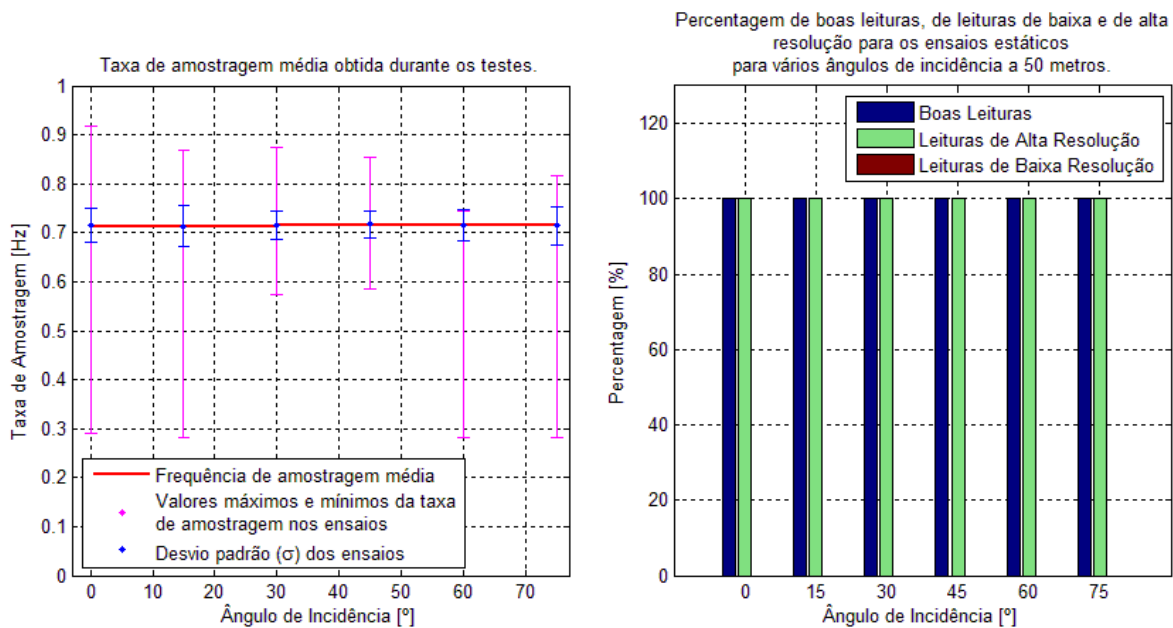 Taxa de amostragem média obtida durante os testes.
1
0.9
0.8
0.7
0.6
0.5
0.4
0.3
0.2
0.1
0
Taxa de Amostragem [Hz]
Frequência de amostragem média
Valores máximos e mínimos da taxa
de amostragem nos ensaios
Desvio padrão (σ) dos ensaios
0 10 20 30 40 50 60 70
Ângulo de Incidência [º]
Percentagem de boas leituras, de leituras de baixa e de alta
resolução para os ensaios estáticos
para vários ângulos de incidência a 50 metros.
Boas Leituras
Leituras de Alta Resolução
Leituras de Baixa Resolução
120
100
80
60
40
20
0
Percentagem [%]
0 15 30 45 60 75
Ângulo de Incidência [º]